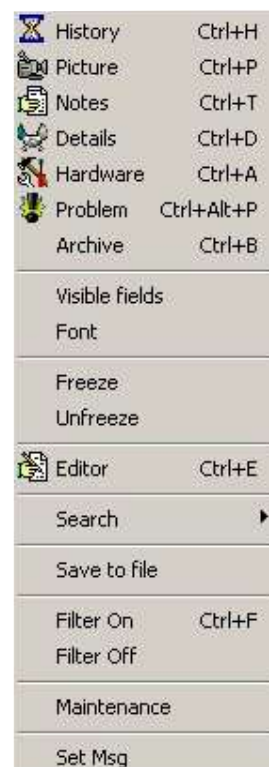 History Ctrl+H
Picture Ctrl+P
Notes Ctrl+T
Details Ctrl+D
Hardware Ctrl+A
Problem Ctrl+Alt+P
Archive Ctrl+B
Visible fields
Font
Freeze
Unfreeze
Editor Ctrl+E
Search
Save to file
Filter On Ctrl+F
Filter Off
Maintenance
Set Msg